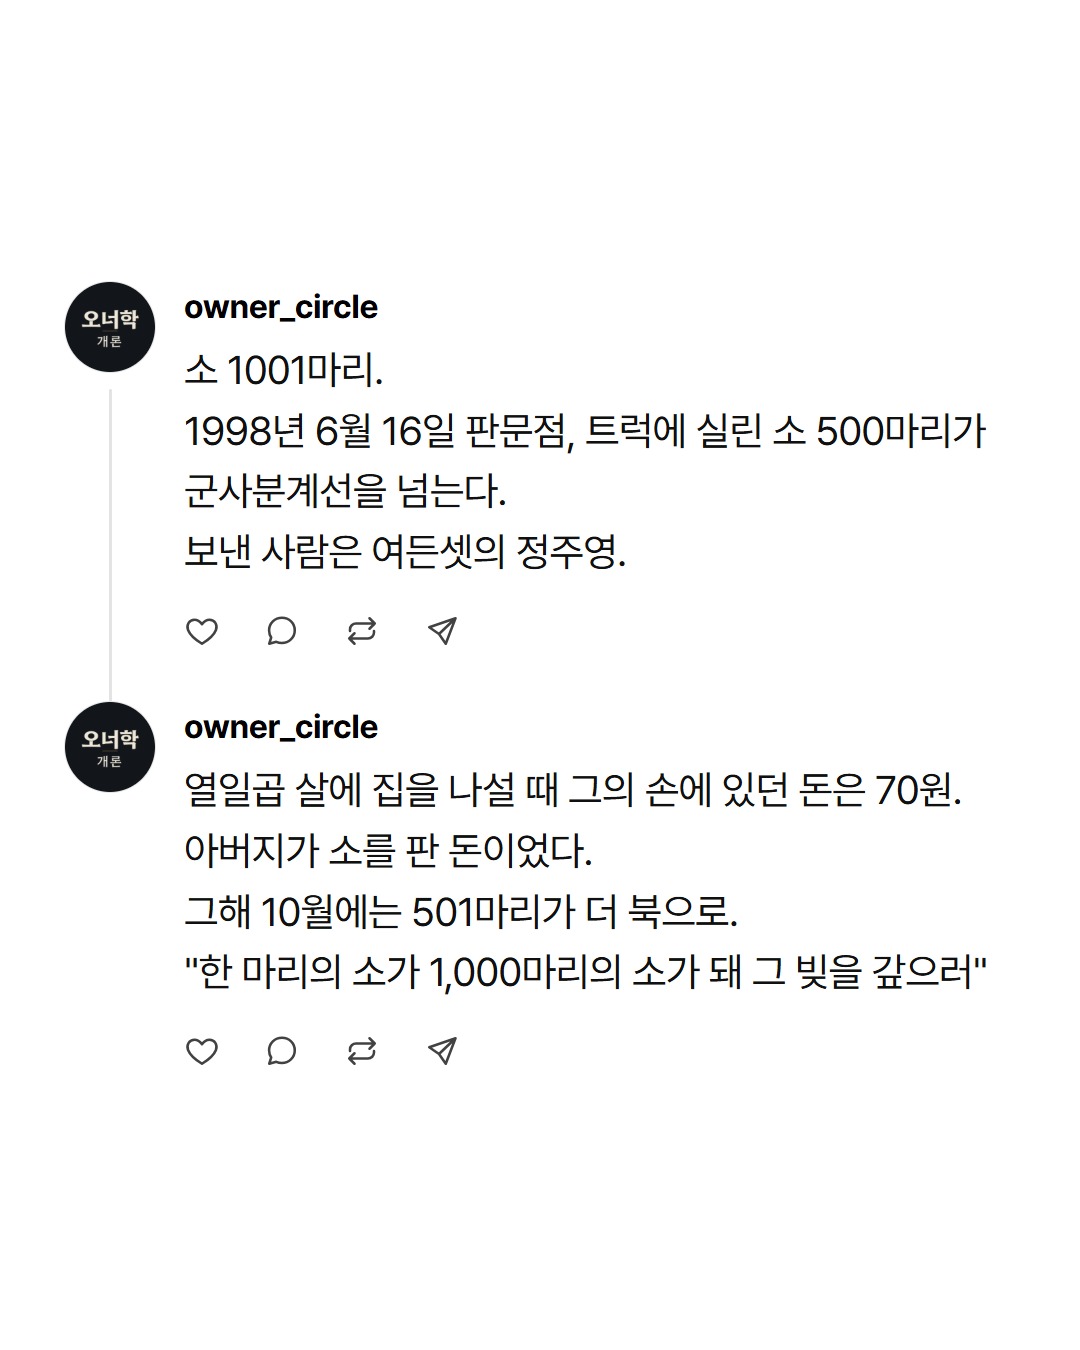 오너학
개론
owner_circle
소 1001마리.
1998년 6월 16일 판문점, 트럭에 실린 소 500마리가
군사분계선을 넘는다.
보낸 사람은 여든셋의 정주영.
오너학
개론
owner_circle
열일곱 살에 집을 나설 때 그의 손에 있던 돈은 70원.
아버지가 소를 판 돈이었다.
그해 10월에는 501마리가 더 북으로.
"한 마리의 소가 1,000마리의 소가 돼 그 빚을 갚으러"